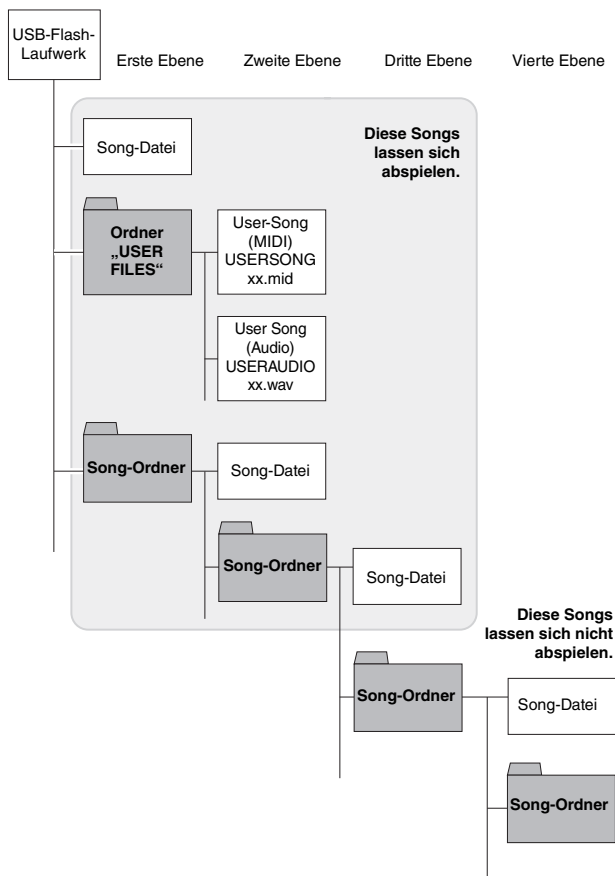 USB-Flash-
Laufwerk
Erste Ebene
Zweite Ebene
Dritte Ebene
Vierte Ebene
Song-Datei
Diese Songs
lassen sich
abspielen.
Ordner
„USER
FILES“
User-Song
(MIDI)
USERSONG
xx.mid
User Song
(Audio)
USERAUDIO
xx.wav
Song-Ordner
Song-Datei
Song-Ordner
Song-Datei
Diese Songs
lassen sich nicht
abspielen.
Song-Ordner
Song-Datei
Song-Ordner